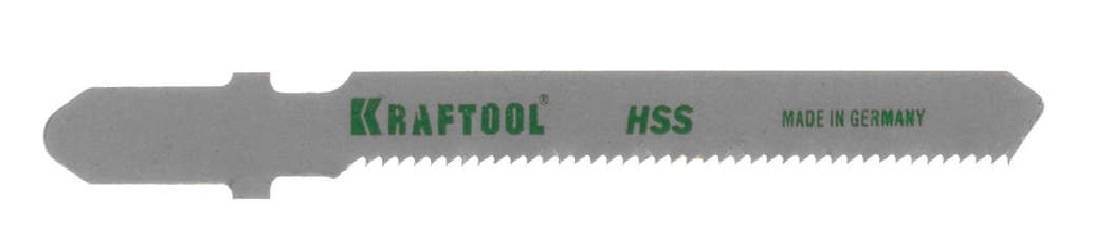 KRAFTOOL® HSS MADE IN GERMANY